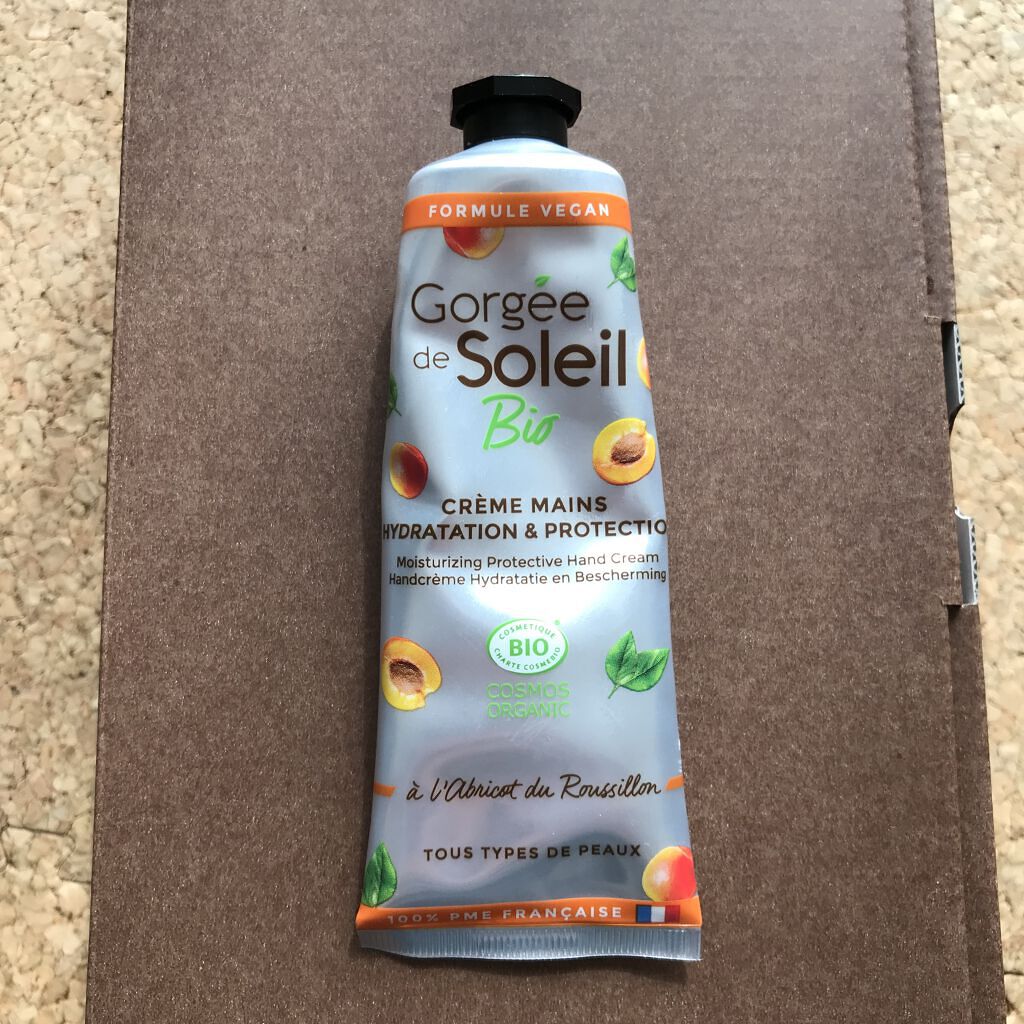 FORMULE VEGAN
Gorgée
de Soleil
Bio
CRÈME MAINS
HYDRATATION & PROTECTIO
Moisturizing Protective Hand Cream
Handcrème Hydratatie en Bescherming
COSMETIQUE
BIO
CHARTE COSMEBIO
COSMOS
ORGANIC
à l'Abricot du Roussillon
TOUS TYPES DE PEAUX
100% PME FRANÇAISE